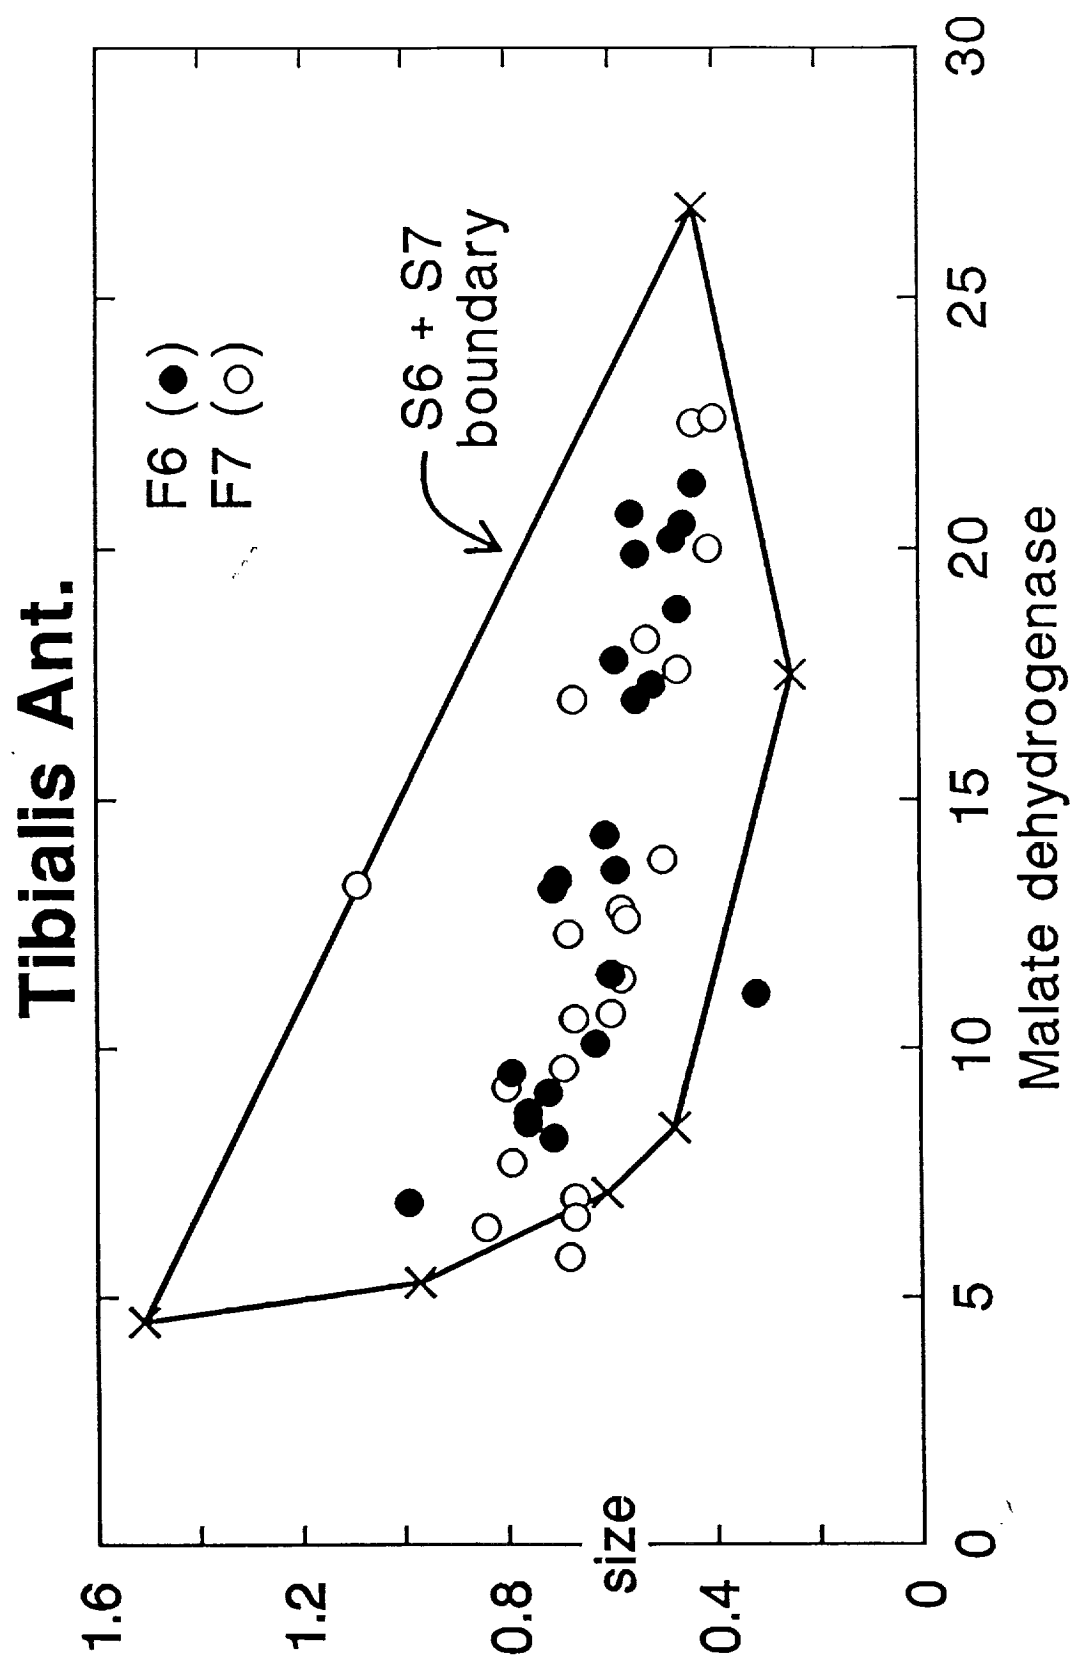 Tibialis Ant.
F6 (●)
F7 (○)
S6 + S7
boundary
1.6
1.2
0.8
size
0.4
0
0 5 10 15 20 25 30
Malate dehydrogenase